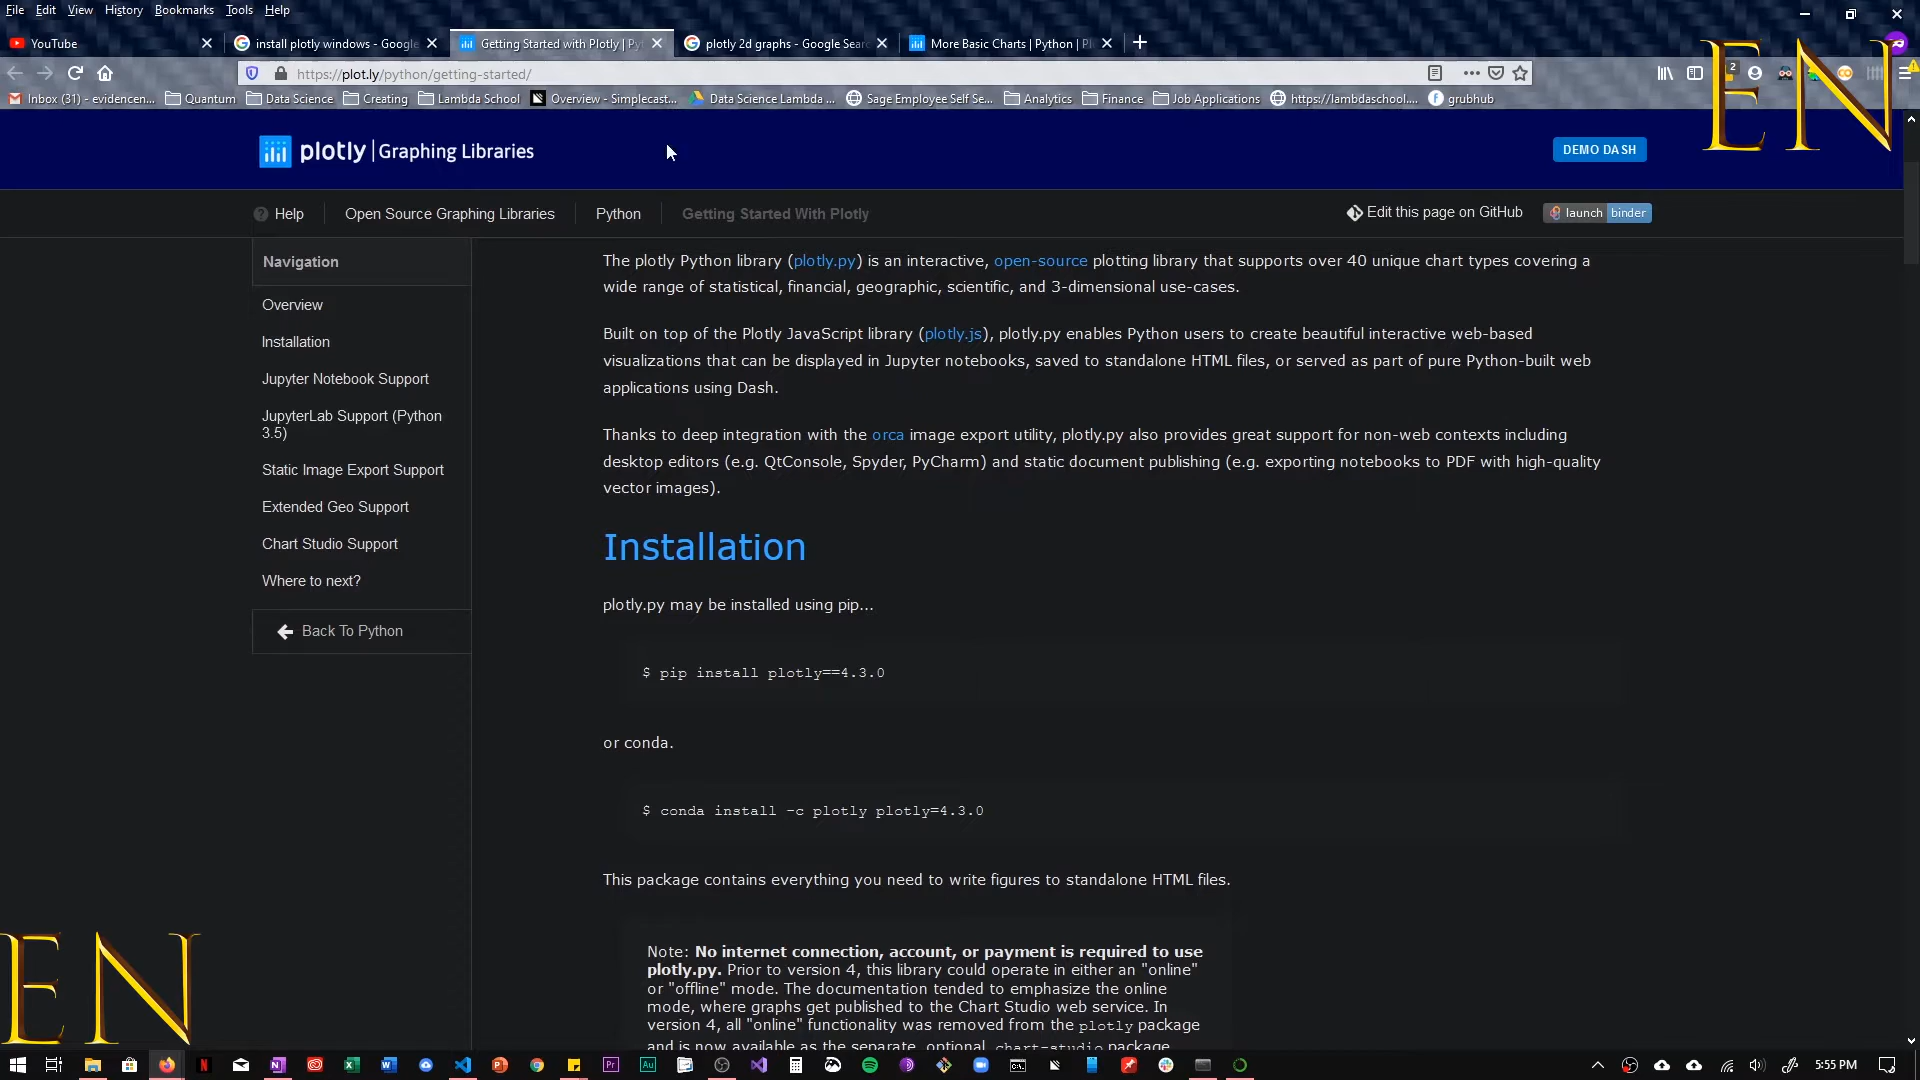 File Edit View History Bookmarks Tools Help
YouTube
install plotly windows - Google
Getting Started with Plotly | Pyt
plotly 2d graphs - Google Sear
More Basic Charts | Python | Pl
https://plot.ly/python/getting-started/
2
Inbox (31) - evidencen...
Quantum
Data Science
Creating
Lambda School
Overview - Simplecast...
Data Science Lambda ...
Sage Employee Self Se...
Analytics
Finance
Job Applications
https://lambdaschool....
grubhub
EN
plotly | Graphing Libraries
DEMO DASH
Help
Open Source Graphing Libraries
Python
Getting Started With Plotly
Edit this page on GitHub
launch binder
Navigation
Overview
Installation
Jupyter Notebook Support
JupyterLab Support (Python
3.5)
Static Image Export Support
Extended Geo Support
Chart Studio Support
Where to next?
Back To Python
The plotly Python library (plotly.py) is an interactive, open-source plotting library that supports over 40 unique chart types covering a
wide range of statistical, financial, geographic, scientific, and 3-dimensional use-cases.
Built on top of the Plotly JavaScript library (plotly.js), plotly.py enables Python users to create beautiful interactive web-based
visualizations that can be displayed in Jupyter notebooks, saved to standalone HTML files, or served as part of pure Python-built web
applications using Dash.
Thanks to deep integration with the orca image export utility, plotly.py also provides great support for non-web contexts including
desktop editors (e.g. QtConsole, Spyder, PyCharm) and static document publishing (e.g. exporting notebooks to PDF with high-quality
vector images).
Installation
plotly.py may be installed using pip...
$ pip install plotly==4.3.0
or conda.
$ conda install -c plotly plotly=4.3.0
This package contains everything you need to write figures to standalone HTML files.
Note: No internet connection, account, or payment is required to use
plotly.py. Prior to version 4, this library could operate in either an "online"
or "offline" mode. The documentation tended to emphasize the online
mode, where graphs get published to the Chart Studio web service. In
version 4, all "online" functionality was removed from the plotly package
and is now available as the separate, optional, chart-studio package
EN
5:55 PM